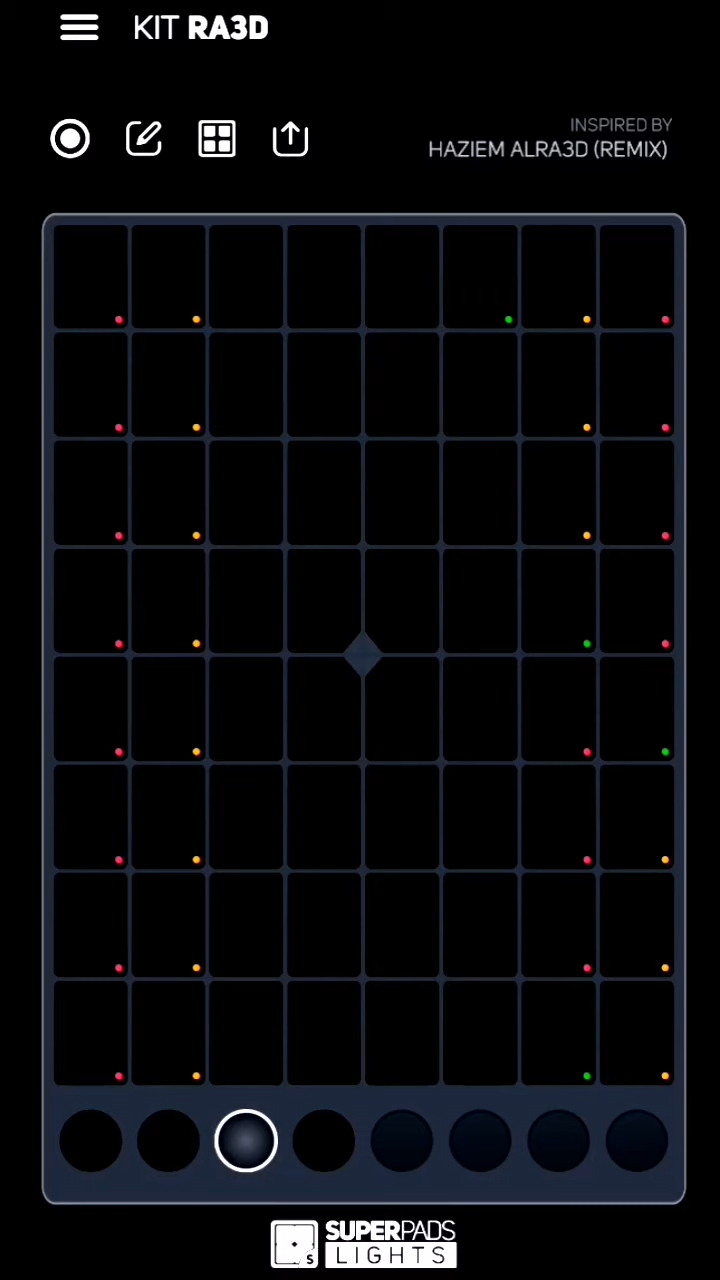 KIT RA3D
INSPIRED BY
HAZIEM ALRA3D (REMIX)
SUPERPADS
LIGHTS